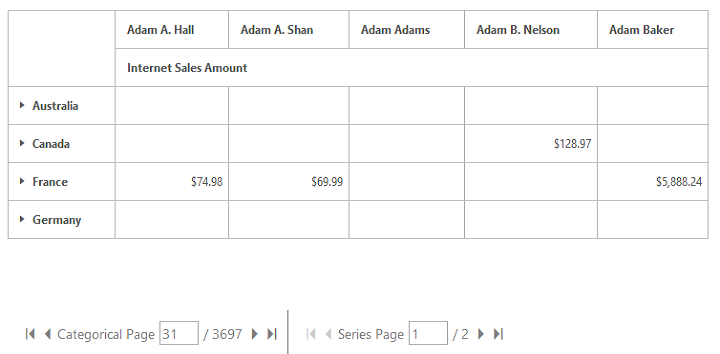 Adam A. Hall Adam A. Shan Adam Adams Adam B. Nelson Adam Baker
Internet Sales Amount
Australia
Canada $128.97
France $74.98 $69.99 $5,888.24
Germany
Categorical Page 31 / 3697 Series Page 1 / 2